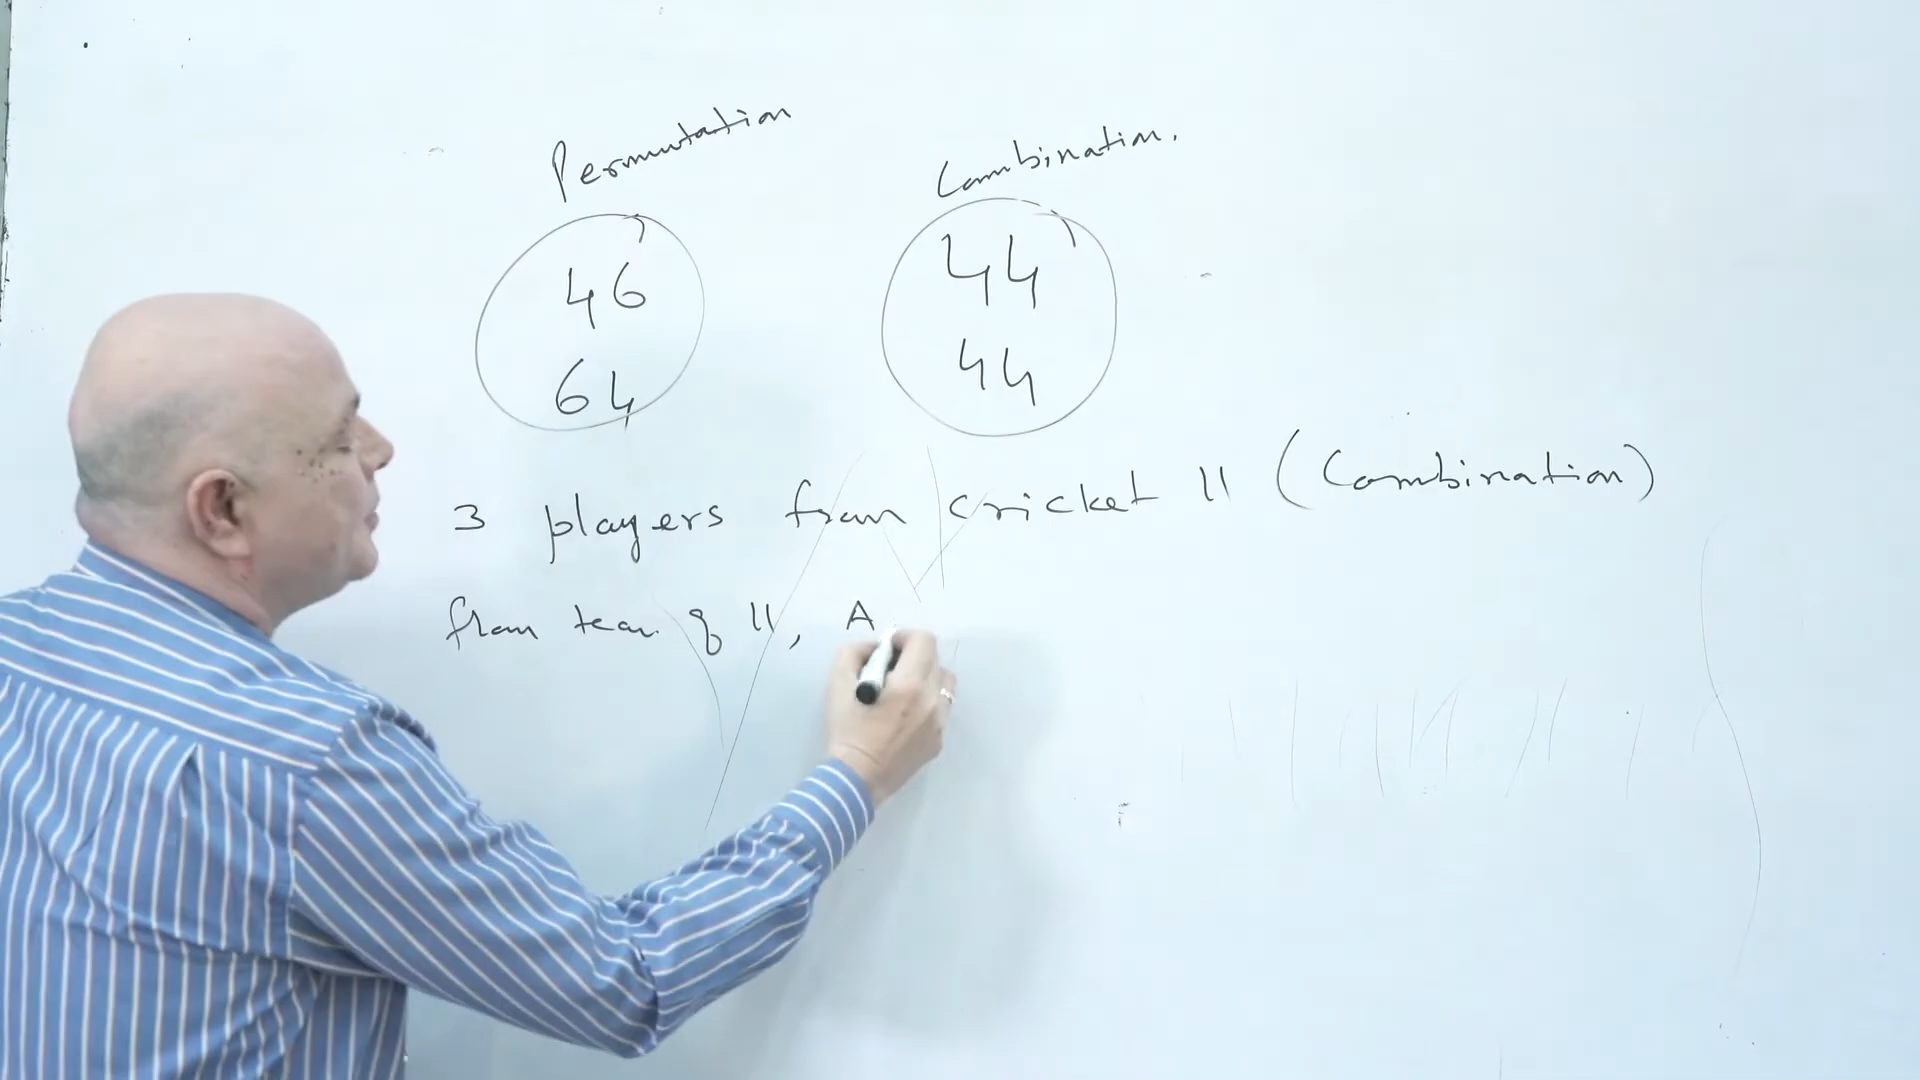 Permutation
Combination.
46
64
44
44
3 players from cricket 11 (Combination)
from team of 11, A